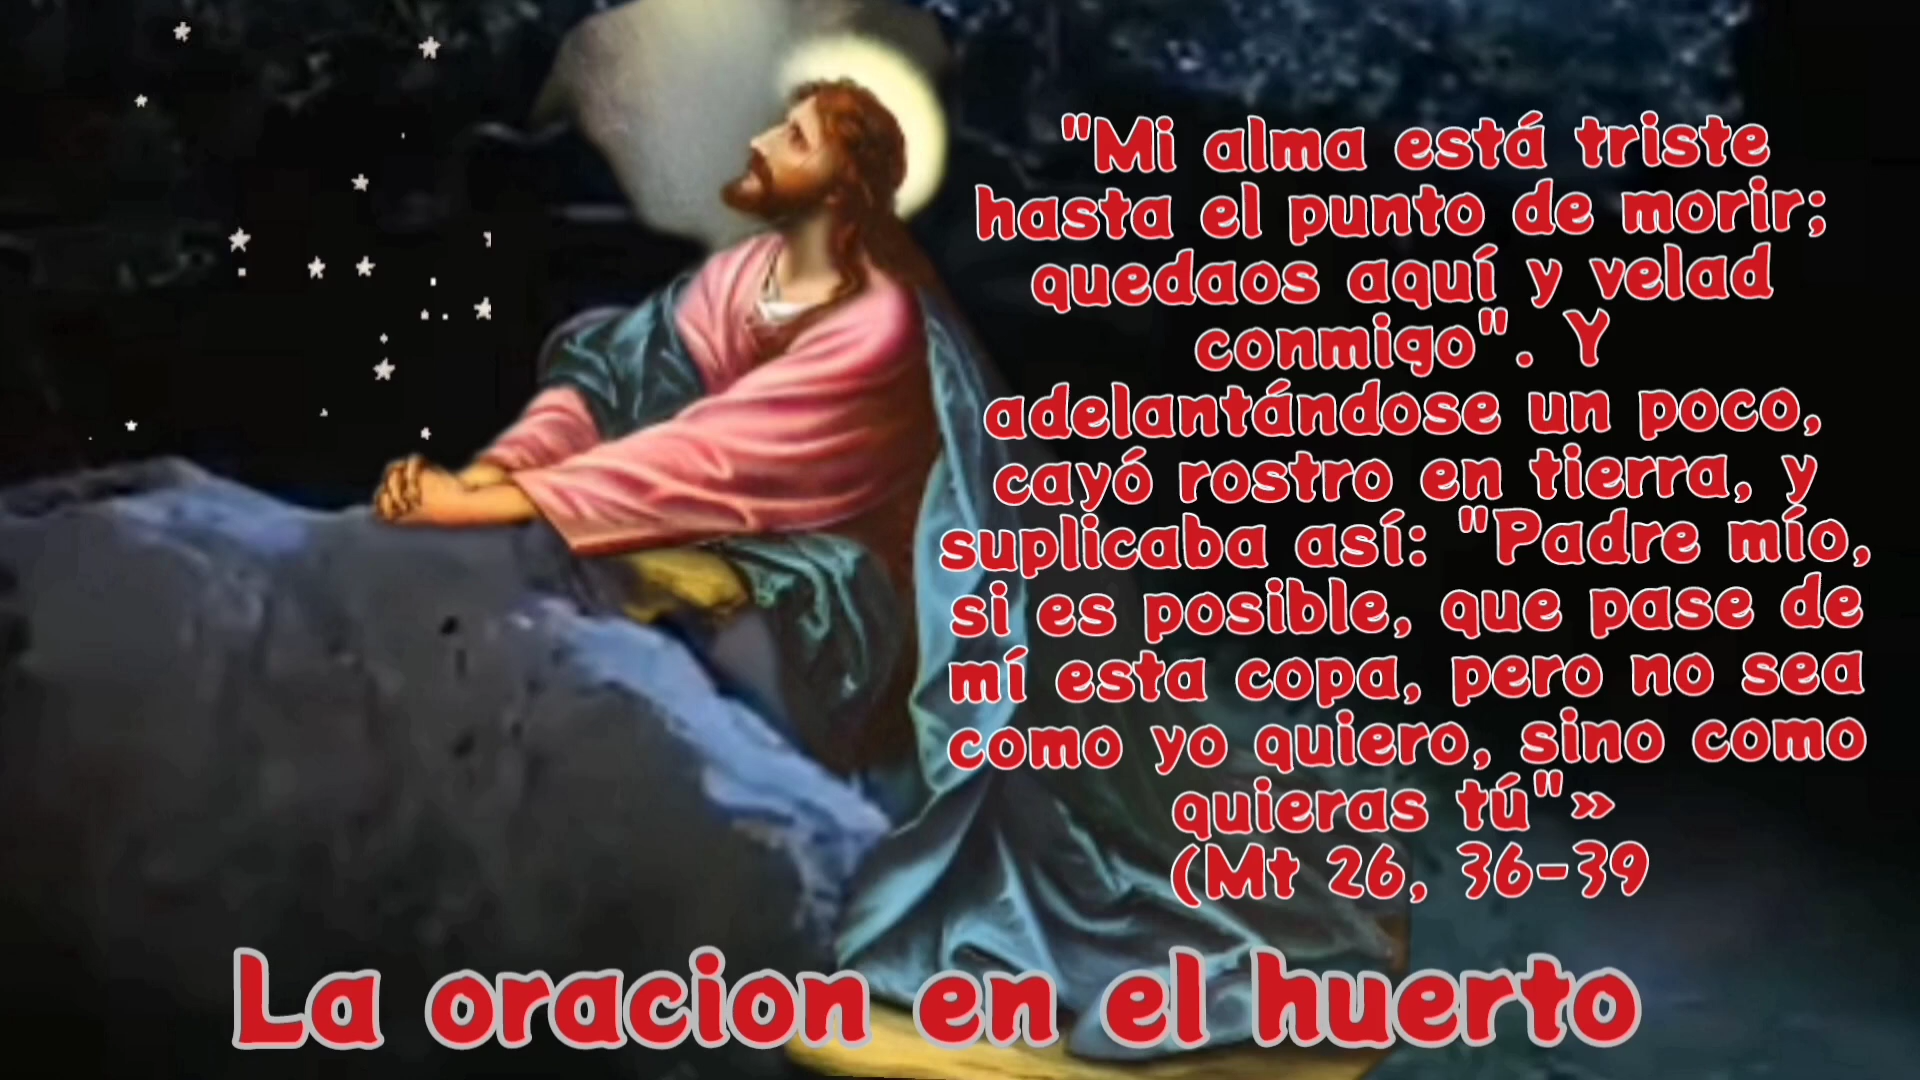 "Mi alma está triste
hasta el punto de morir;
quedaos aquí y velad
conmigo". Y
adelantándose un poco,
cayó rostro en tierra, y
suplicaba así: "Padre mío,
si es posible, que pase de
mí esta copa, pero no sea
como yo quiero, sino como
quieras tú"»
(Mt 26, 36-39
La oracion en el huerto